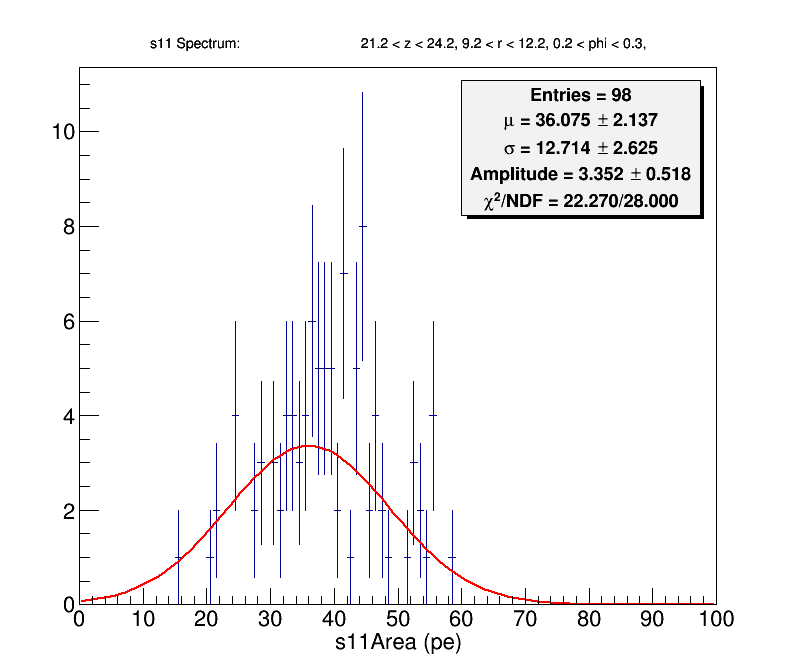 s11 Spectrum: 21.2 < z < 24.2, 9.2 < r < 12.2, 0.2 < phi < 0.3,
Entries = 98
μ = 36.075 ± 2.137
σ = 12.714 ± 2.625
Amplitude = 3.352 ± 0.518
χ²/NDF = 22.270/28.000
10
8
6
4
2
0
0 10 20 30 40 50 60 70 80 90 100
s11Area (pe)